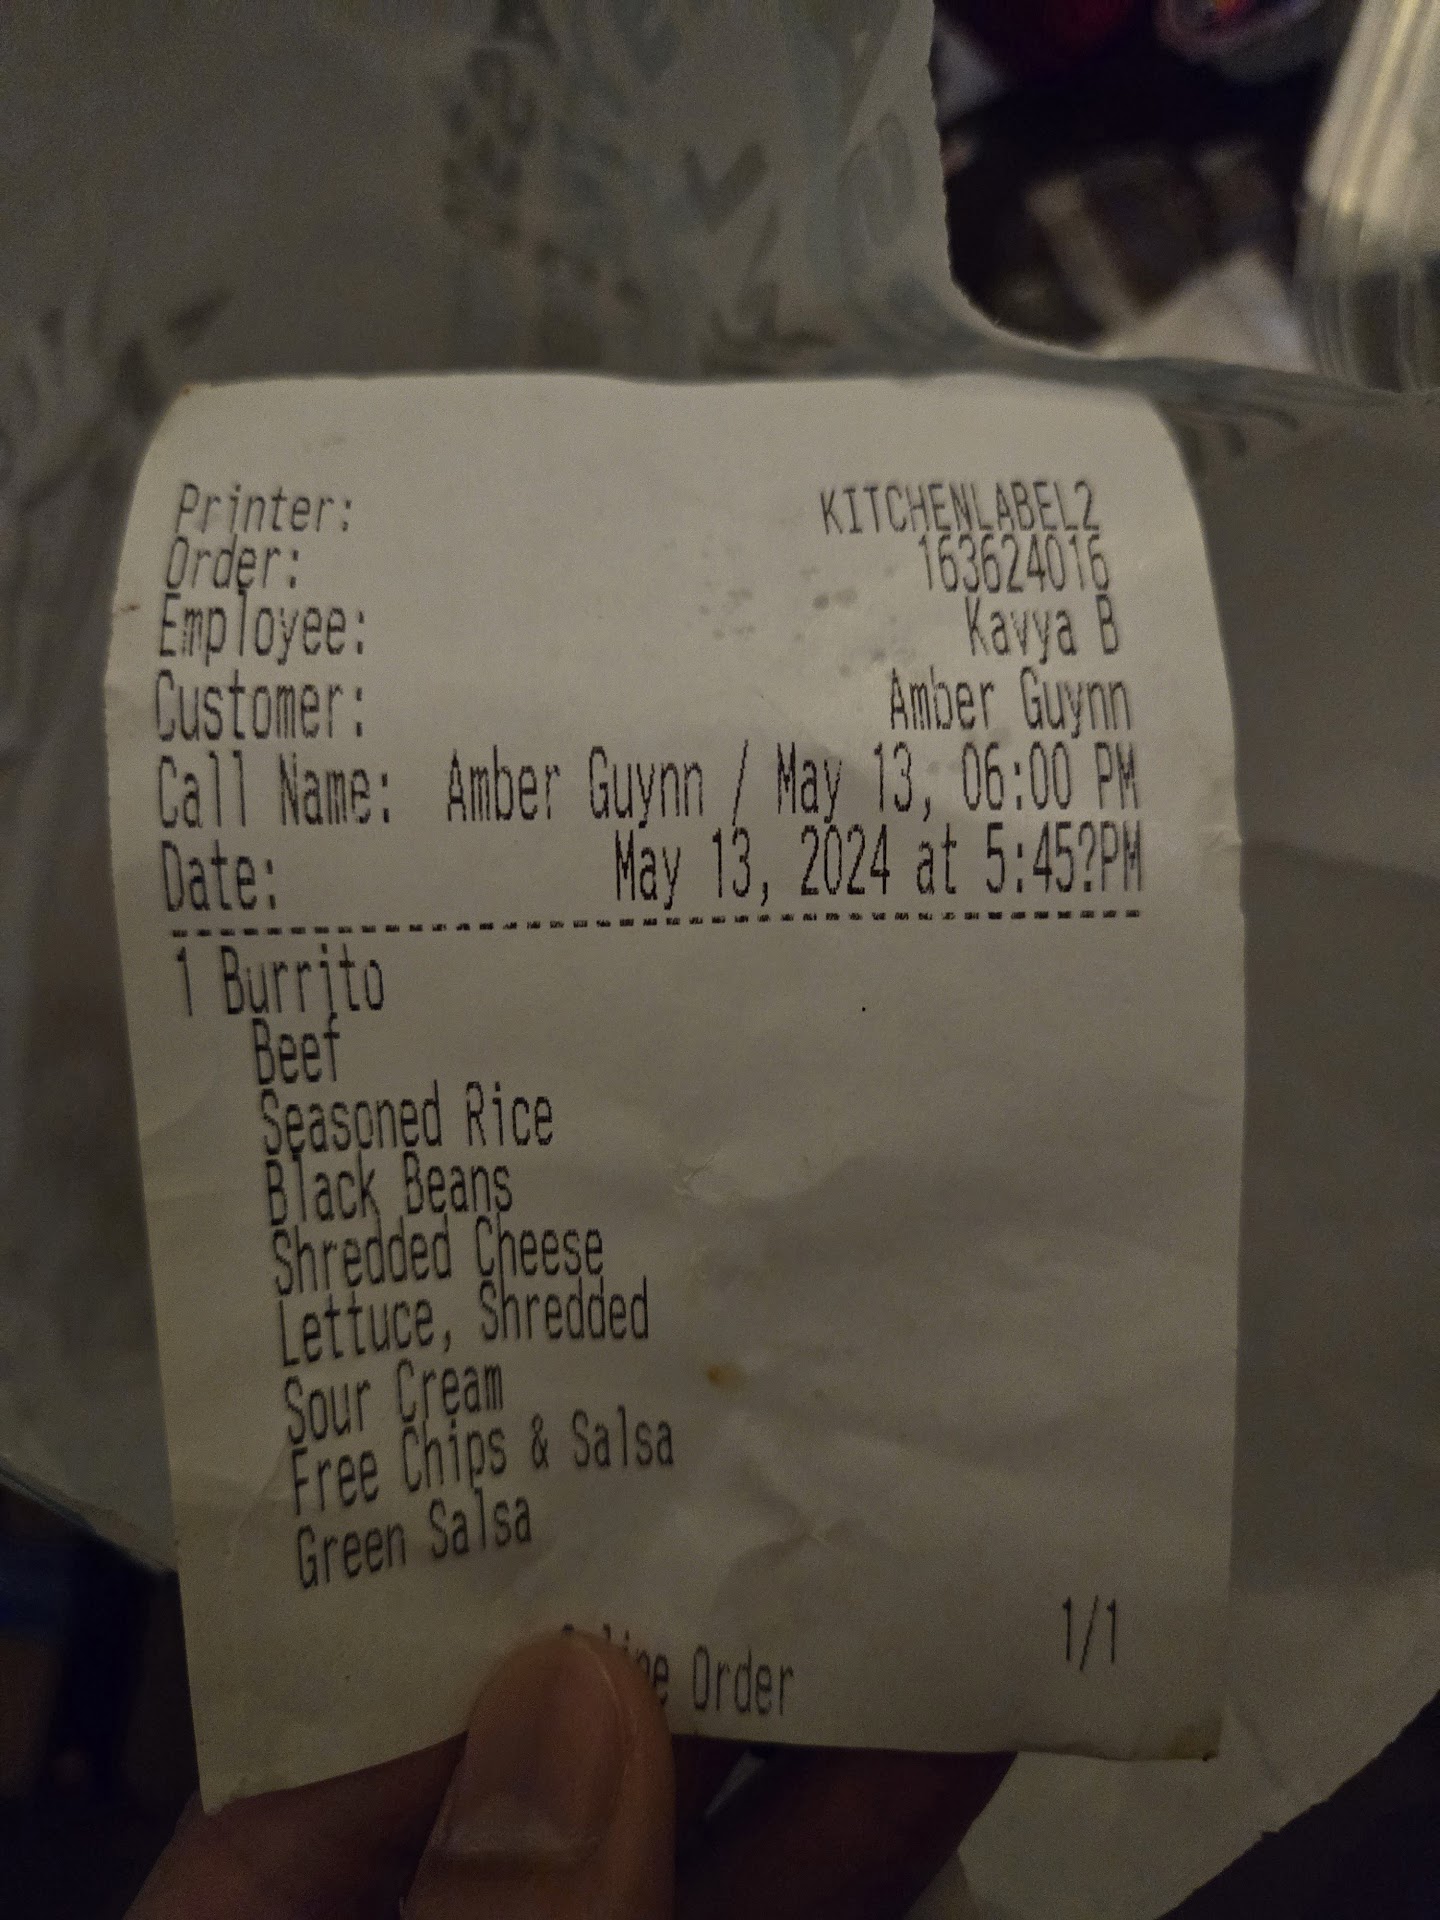 Printer: KITCHENLABEL2
Order: 163624016
Employee: Kavya B
Customer: Amber Guynn
Call Name: Amber Guynn / May 13, 06:00 PM
Date: May 13, 2024 at 5:45?PM
--------------------------------
1 Burrito
Beef
Seasoned Rice
Black Beans
Shredded Cheese
Lettuce, Shredded
Sour Cream
Free Chips & Salsa
Green Salsa
1/1
Order